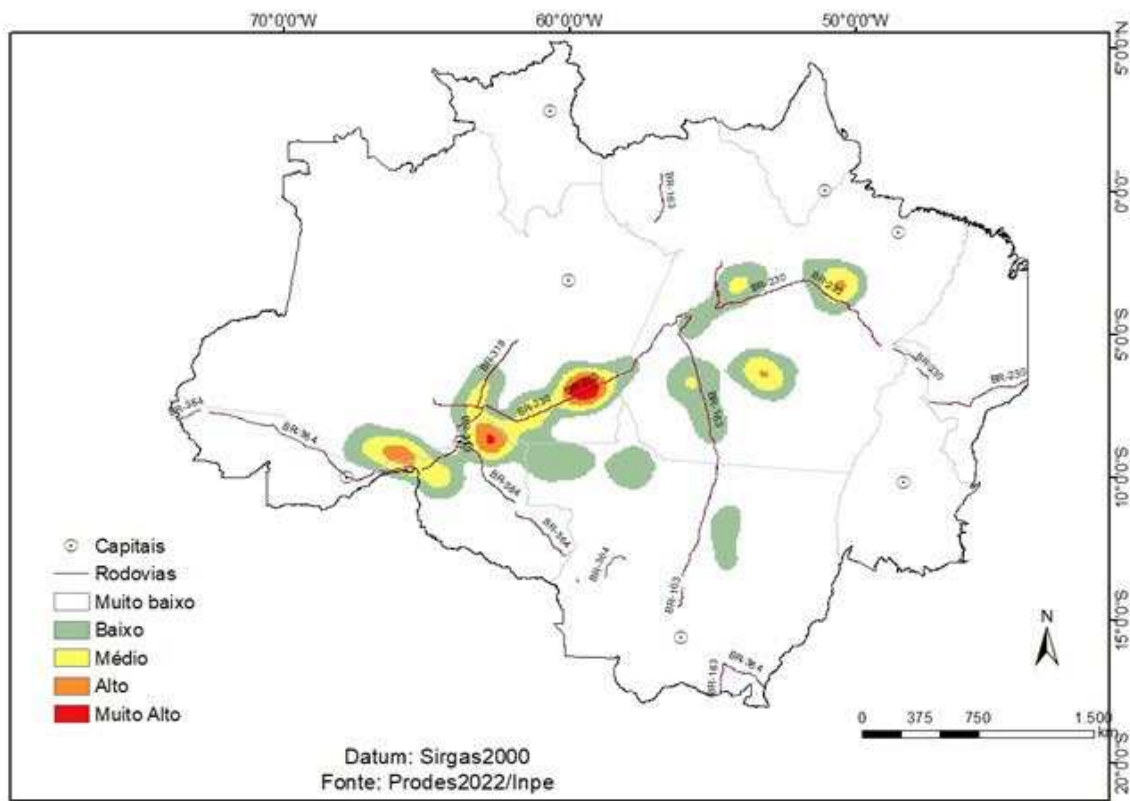 70°0'0"W
60°0'0"W
50°0'0"W
5°0'0"N
0°0'0"
5°0'0"S
10°0'0"S
15°0'0"S
20°0'0"S
BR-163
BR-230
BR-230
BR-230
BR-319
BR-230
BR-364
BR-364
BR-163
BR-364
BR-364
BR-364
BR-163
BR-163
BR-364
Capitais
Rodovias
Muito baixo
Baixo
Médio
Alto
Muito Alto
N
0 375 750 1.500
km
Datum: Sirgas2000
Fonte: Prodes2022/Inpe